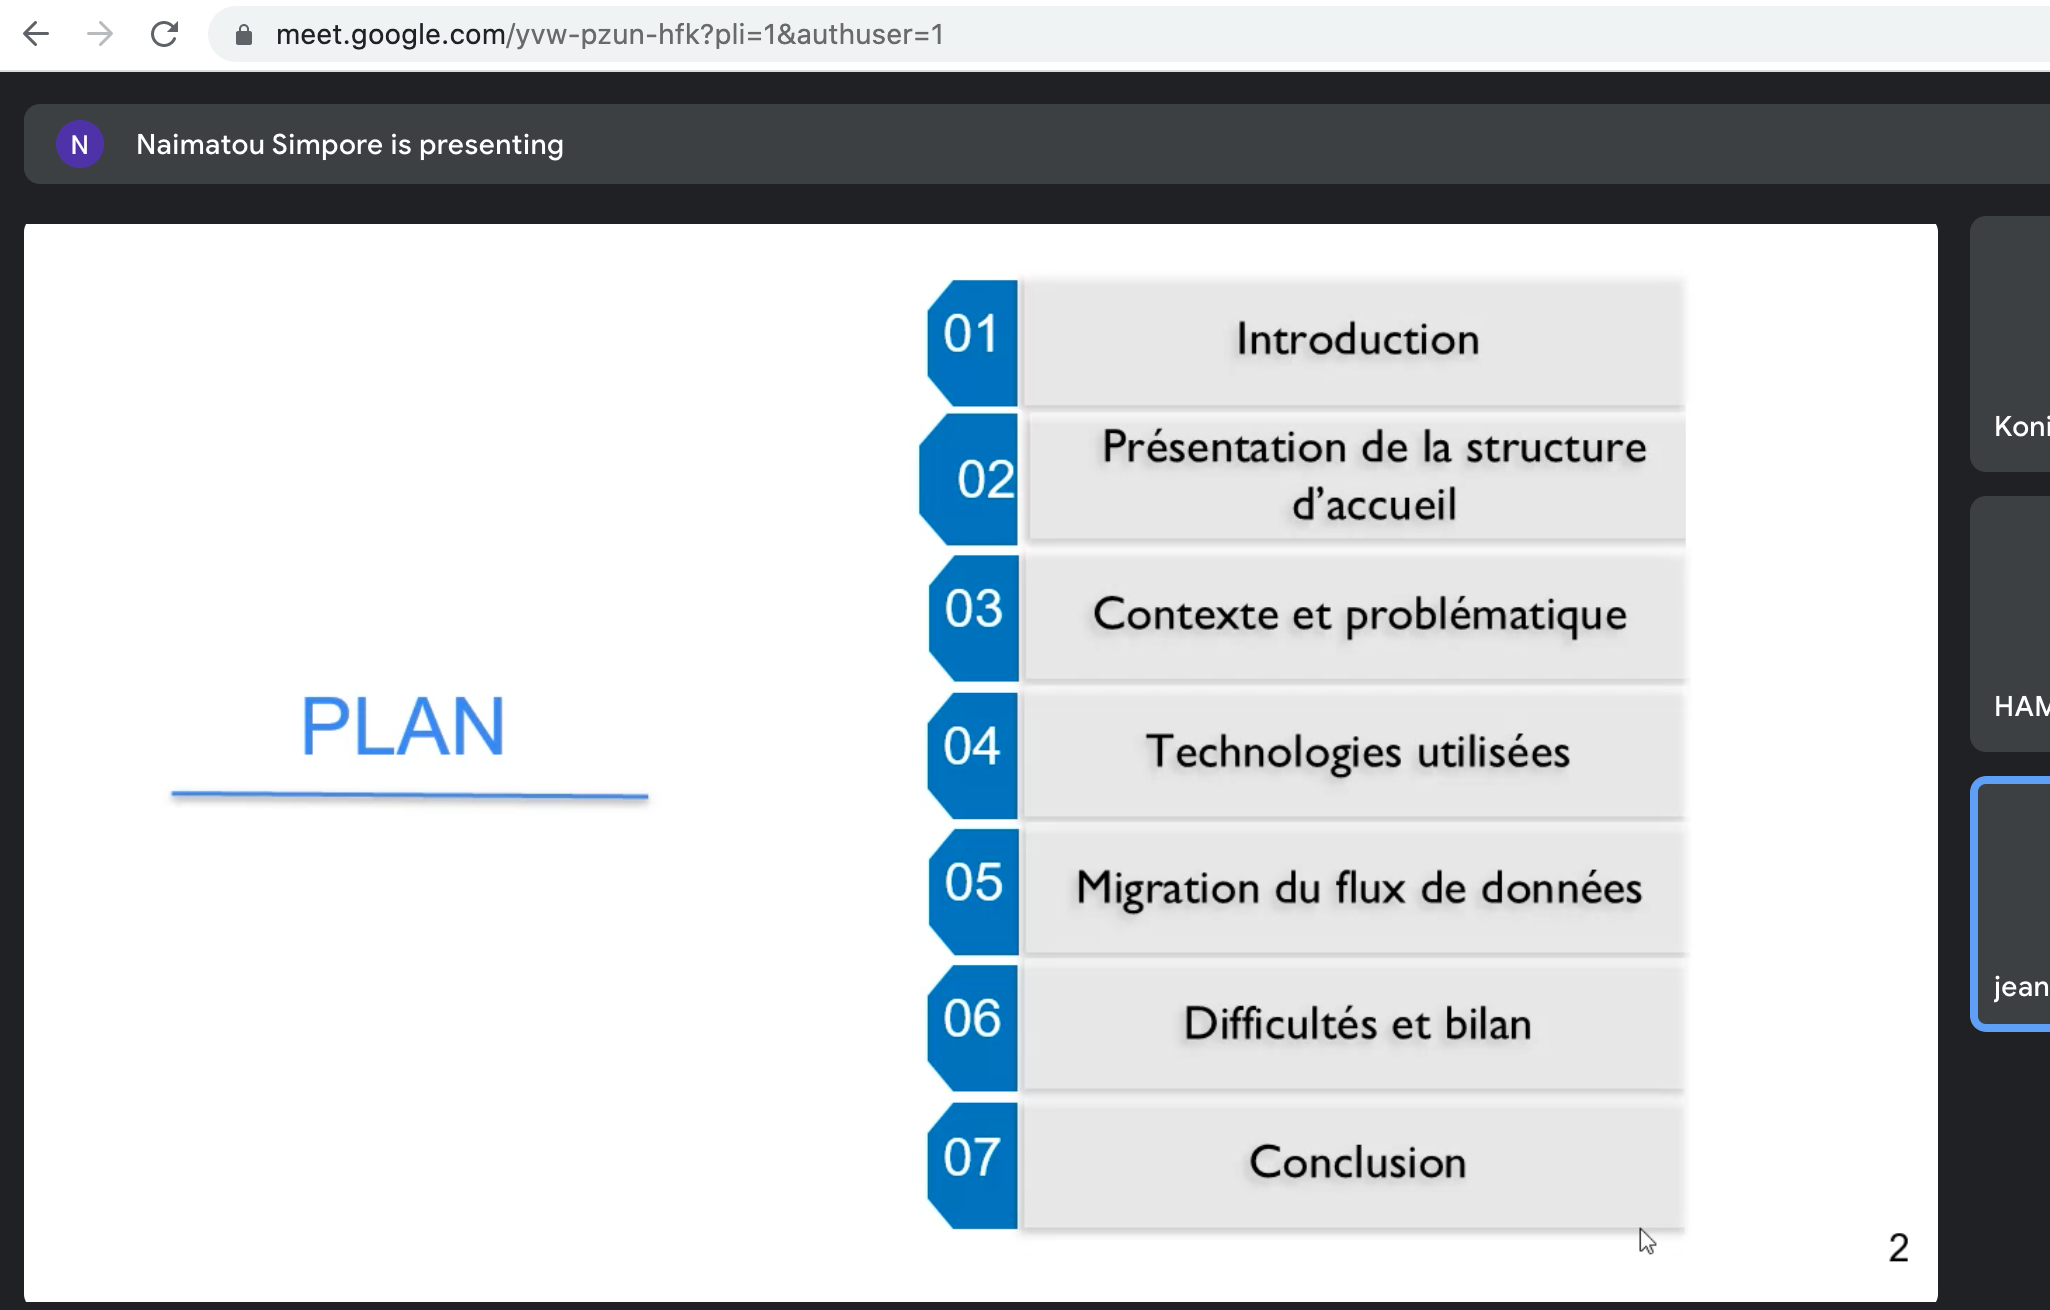 meet.google.com/yvw-pzun-hfk?pli=1&authuser=1
N
Naimatou Simpore is presenting
PLAN
01
Introduction
02
Présentation de la structure
d’accueil
03
Contexte et problématique
04
Technologies utilisées
05
Migration du flux de données
06
Difficultés et bilan
07
Conclusion
2
Koni
HAM
jean